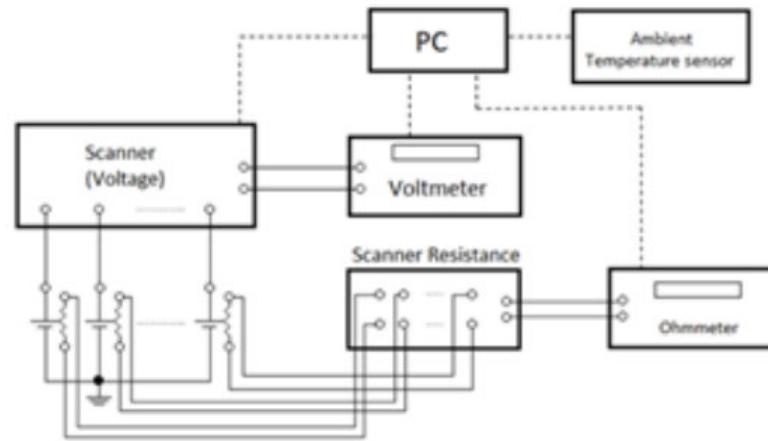 PC
Ambient
Temperature sensor
Scanner
(Voltage)
Voltmeter
Scanner Resistance
Ohmmeter